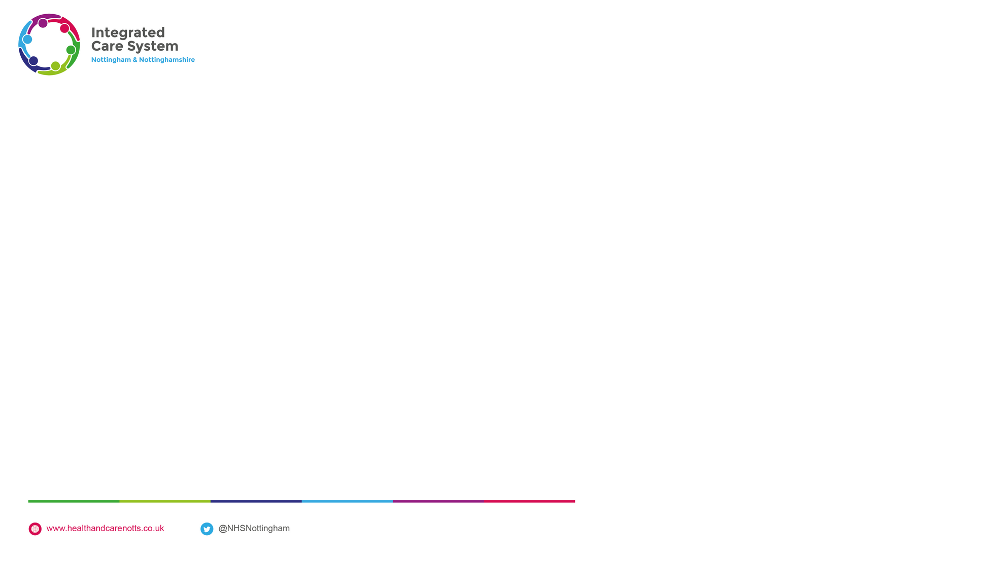 Integrated
Care System
Nottingham & Nottinghamshire
www.healthandcarenotts.co.uk
@NHSNottingham